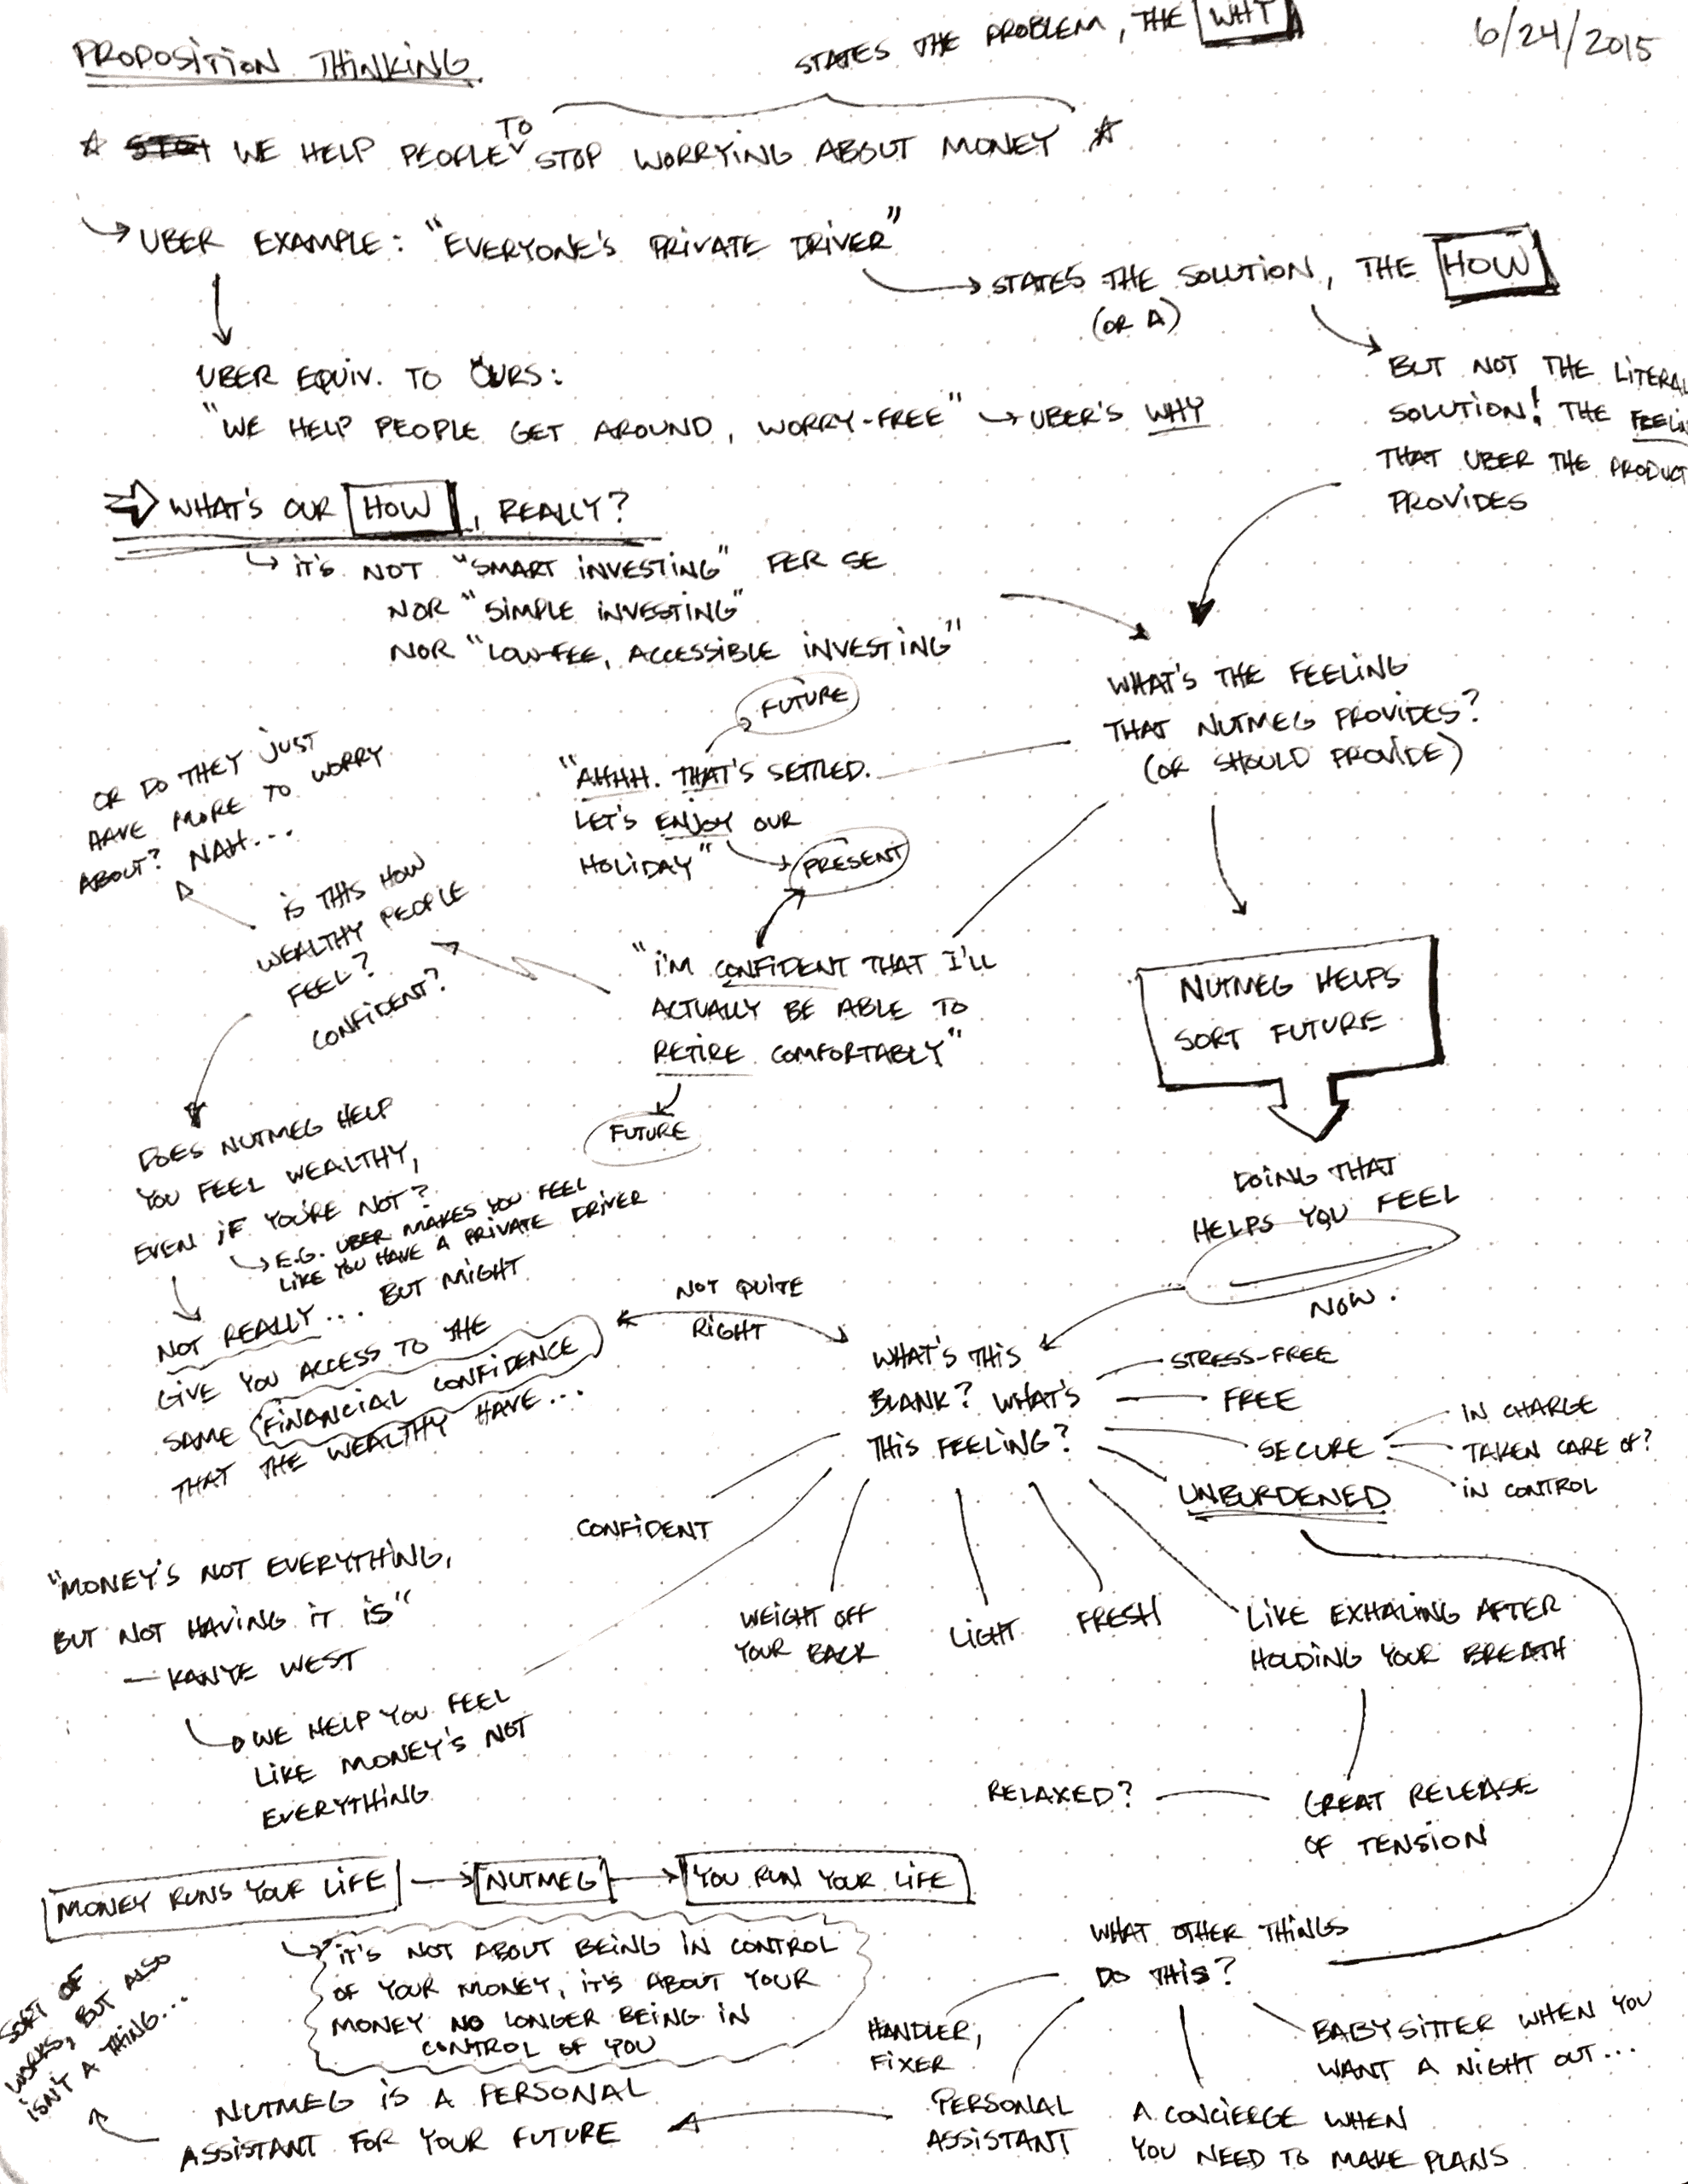 PROPOSITION THINKING
STATES THE PROBLEM, THE WHY
6/24/2015
WE HELP PEOPLE TO STOP WORRYING ABOUT MONEY
UBER EXAMPLE: "EVERYONE'S PRIVATE DRIVER"
STATES THE SOLUTION, THE HOW
(OR A)
BUT NOT THE LITERAL
SOLUTION! THE FEELIN
THAT UBER THE PRODUCT
PROVIDES
UBER EQUIV. TO OURS:
"WE HELP PEOPLE GET AROUND, WORRY-FREE" → UBER'S WHY
WHAT'S OUR HOW, REALLY?
IT'S NOT "SMART INVESTING" PER SE
NOR "SIMPLE INVESTING"
NOR "LOW-FEE, ACCESSIBLE INVESTING"
WHAT'S THE FEELING
THAT NUTMEG PROVIDES?
(OR SHOULD PROVIDE)
FUTURE
"AHHH. THAT'S SETTLED.
LET'S ENJOY OUR
HOLIDAY"
PRESENT
OR DO THEY JUST
HAVE MORE TO WORRY
ABOUT? NAH...
IS THIS HOW
WEALTHY PEOPLE
FEEL?
CONFIDENT?
"I'M CONFIDENT THAT I'LL
ACTUALLY BE ABLE TO
RETIRE COMFORTABLY"
FUTURE
NUTMEG HELPS
SORT FUTURE
DOING THAT
HELPS YOU FEEL
NOW.
DOES NUTMEG HELP
YOU FEEL WEALTHY,
EVEN IF YOU'RE NOT?
E.G. UBER MAKES YOU FEEL
LIKE YOU HAVE A PRIVATE DRIVER
NOT REALLY... BUT MIGHT
GIVE YOU ACCESS TO THE
SAME FINANCIAL CONFIDENCE
THAT THE WEALTHY HAVE...
NOT QUITE
RIGHT
WHAT'S THIS
BLANK? WHAT'S
THIS FEELING?
STRESS-FREE
FREE
SECURE
IN CHARGE
TAKEN CARE OF?
IN CONTROL
UNBURDENED
CONFIDENT
WEIGHT OFF
YOUR BACK
LIGHT
FRESH
LIKE EXHALING AFTER
HOLDING YOUR BREATH
"MONEY'S NOT EVERYTHING,
BUT NOT HAVING IT IS"
— KANYE WEST
WE HELP YOU FEEL
LIKE MONEY'S NOT
EVERYTHING
RELAXED?
GREAT RELEASE
OF TENSION
MONEY RUNS YOUR LIFE → NUTMEG → YOU RUN YOUR LIFE
IT'S NOT ABOUT BEING IN CONTROL
OF YOUR MONEY, IT'S ABOUT YOUR
MONEY NO LONGER BEING IN
CONTROL OF YOU
WHAT OTHER THINGS
DO THIS?
HANDLER,
FIXER
PERSONAL
ASSISTANT
A CONCIERGE WHEN
YOU NEED TO MAKE PLANS
BABYSITTER WHEN YOU
WANT A NIGHT OUT...
NUTMEG IS A PERSONAL
ASSISTANT FOR YOUR FUTURE
SORT OF
WORKS, BUT ALSO
ISN'T A THING...